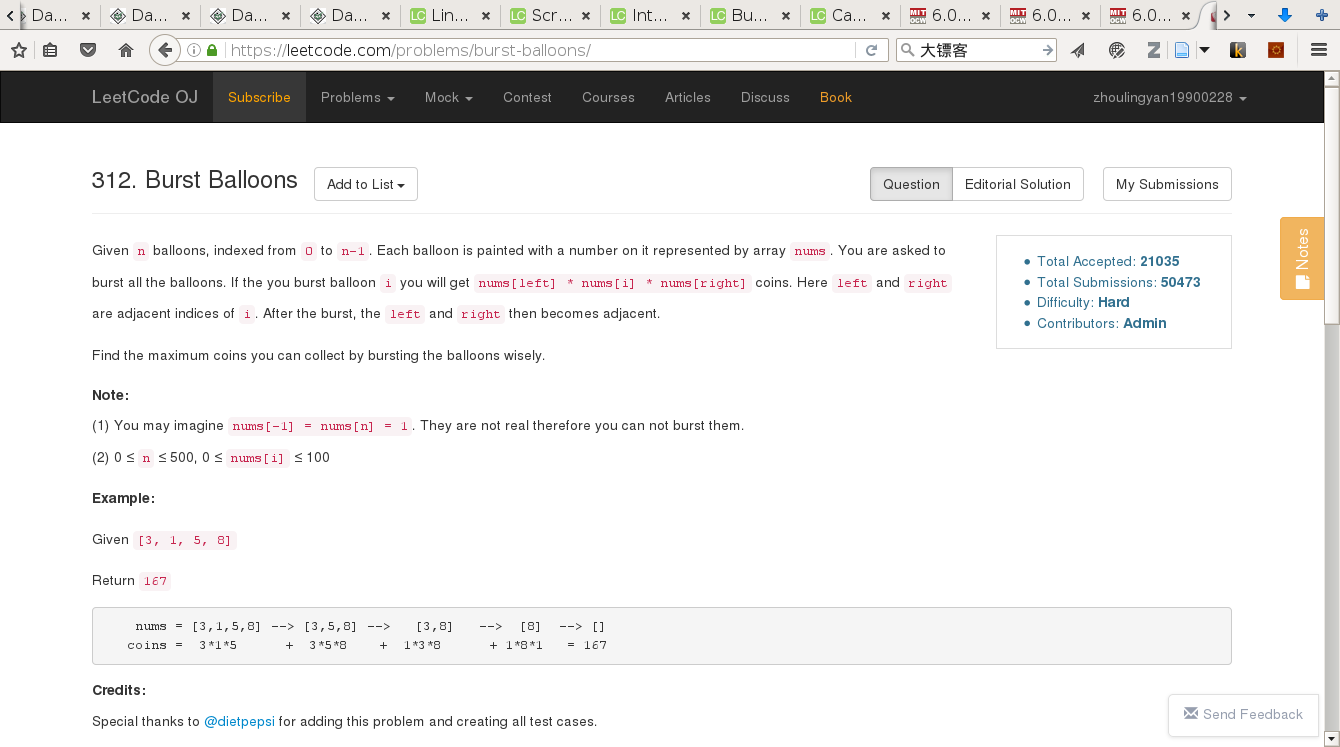 Da... Da... Da... Da... Lin... Scr... Int... Bu... Ca... 6.0... 6.0... 6.0...
https://leetcode.com/problems/burst-balloons/ 大镖客
LeetCode OJ Subscribe Problems Mock Contest Courses Articles Discuss Book zhoulingyan19900228
312. Burst Balloons Add to List Question Editorial Solution My Submissions
Given n balloons, indexed from 0 to n-1. Each balloon is painted with a number on it represented by array nums. You are asked to
burst all the balloons. If the you burst balloon i you will get nums[left] * nums[i] * nums[right] coins. Here left and right
are adjacent indices of i. After the burst, the left and right then becomes adjacent.
Total Accepted: 21035
Total Submissions: 50473
Difficulty: Hard
Contributors: Admin
Notes
Find the maximum coins you can collect by bursting the balloons wisely.
Note:
(1) You may imagine nums[-1] = nums[n] = 1. They are not real therefore you can not burst them.
(2) 0 ≤ n ≤ 500, 0 ≤ nums[i] ≤ 100
Example:
Given [3, 1, 5, 8]
Return 167
nums = [3,1,5,8] --> [3,5,8] --> [3,8] --> [8] --> []
coins = 3*1*5 + 3*5*8 + 1*3*8 + 1*8*1 = 167
Credits:
Special thanks to @dietpepsi for adding this problem and creating all test cases.
Send Feedback